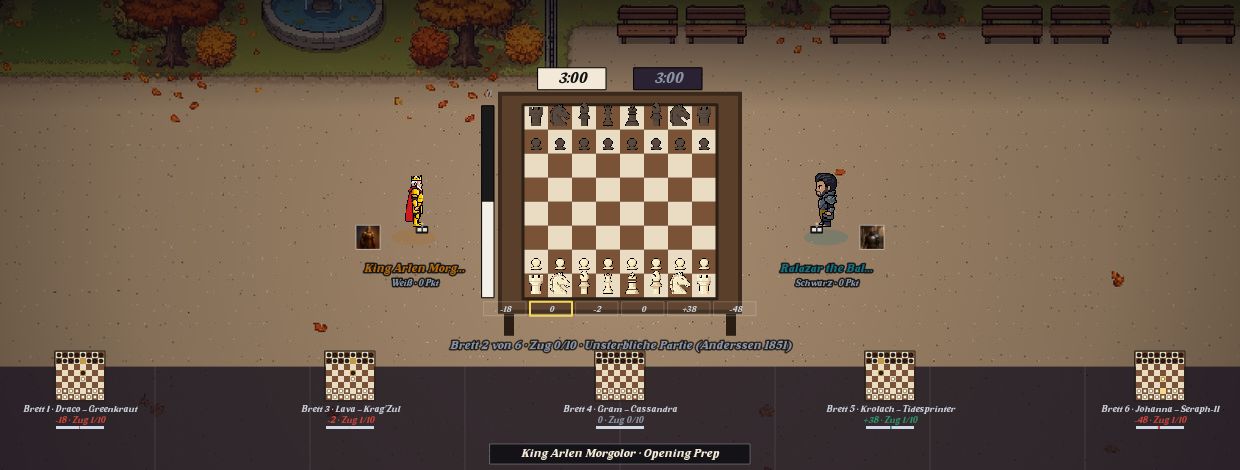 3:00 3:00
King Arlen Morg... Ralazar the Bal...
Weiß · 0 Pkt Schwarz · 0 Pkt
-18 0 -2 0 +38 -48
Brett 2 von 6 · Zug 0/10 · Unsterbliche Partie (Anderssen 1851)
Brett 1 · Draco – Greenkraut Brett 3 · Lava – Krag'Zul Brett 4 · Gram – Cassandra Brett 5 · Krolach – Tidesprinter Brett 6 · Johanna – Seraph-11
-18 · Zug 1/10 -2 · Zug 1/10 0 · Zug 0/10 +38 · Zug 1/10 -48 · Zug 1/10
King Arlen Morgolor · Opening Prep